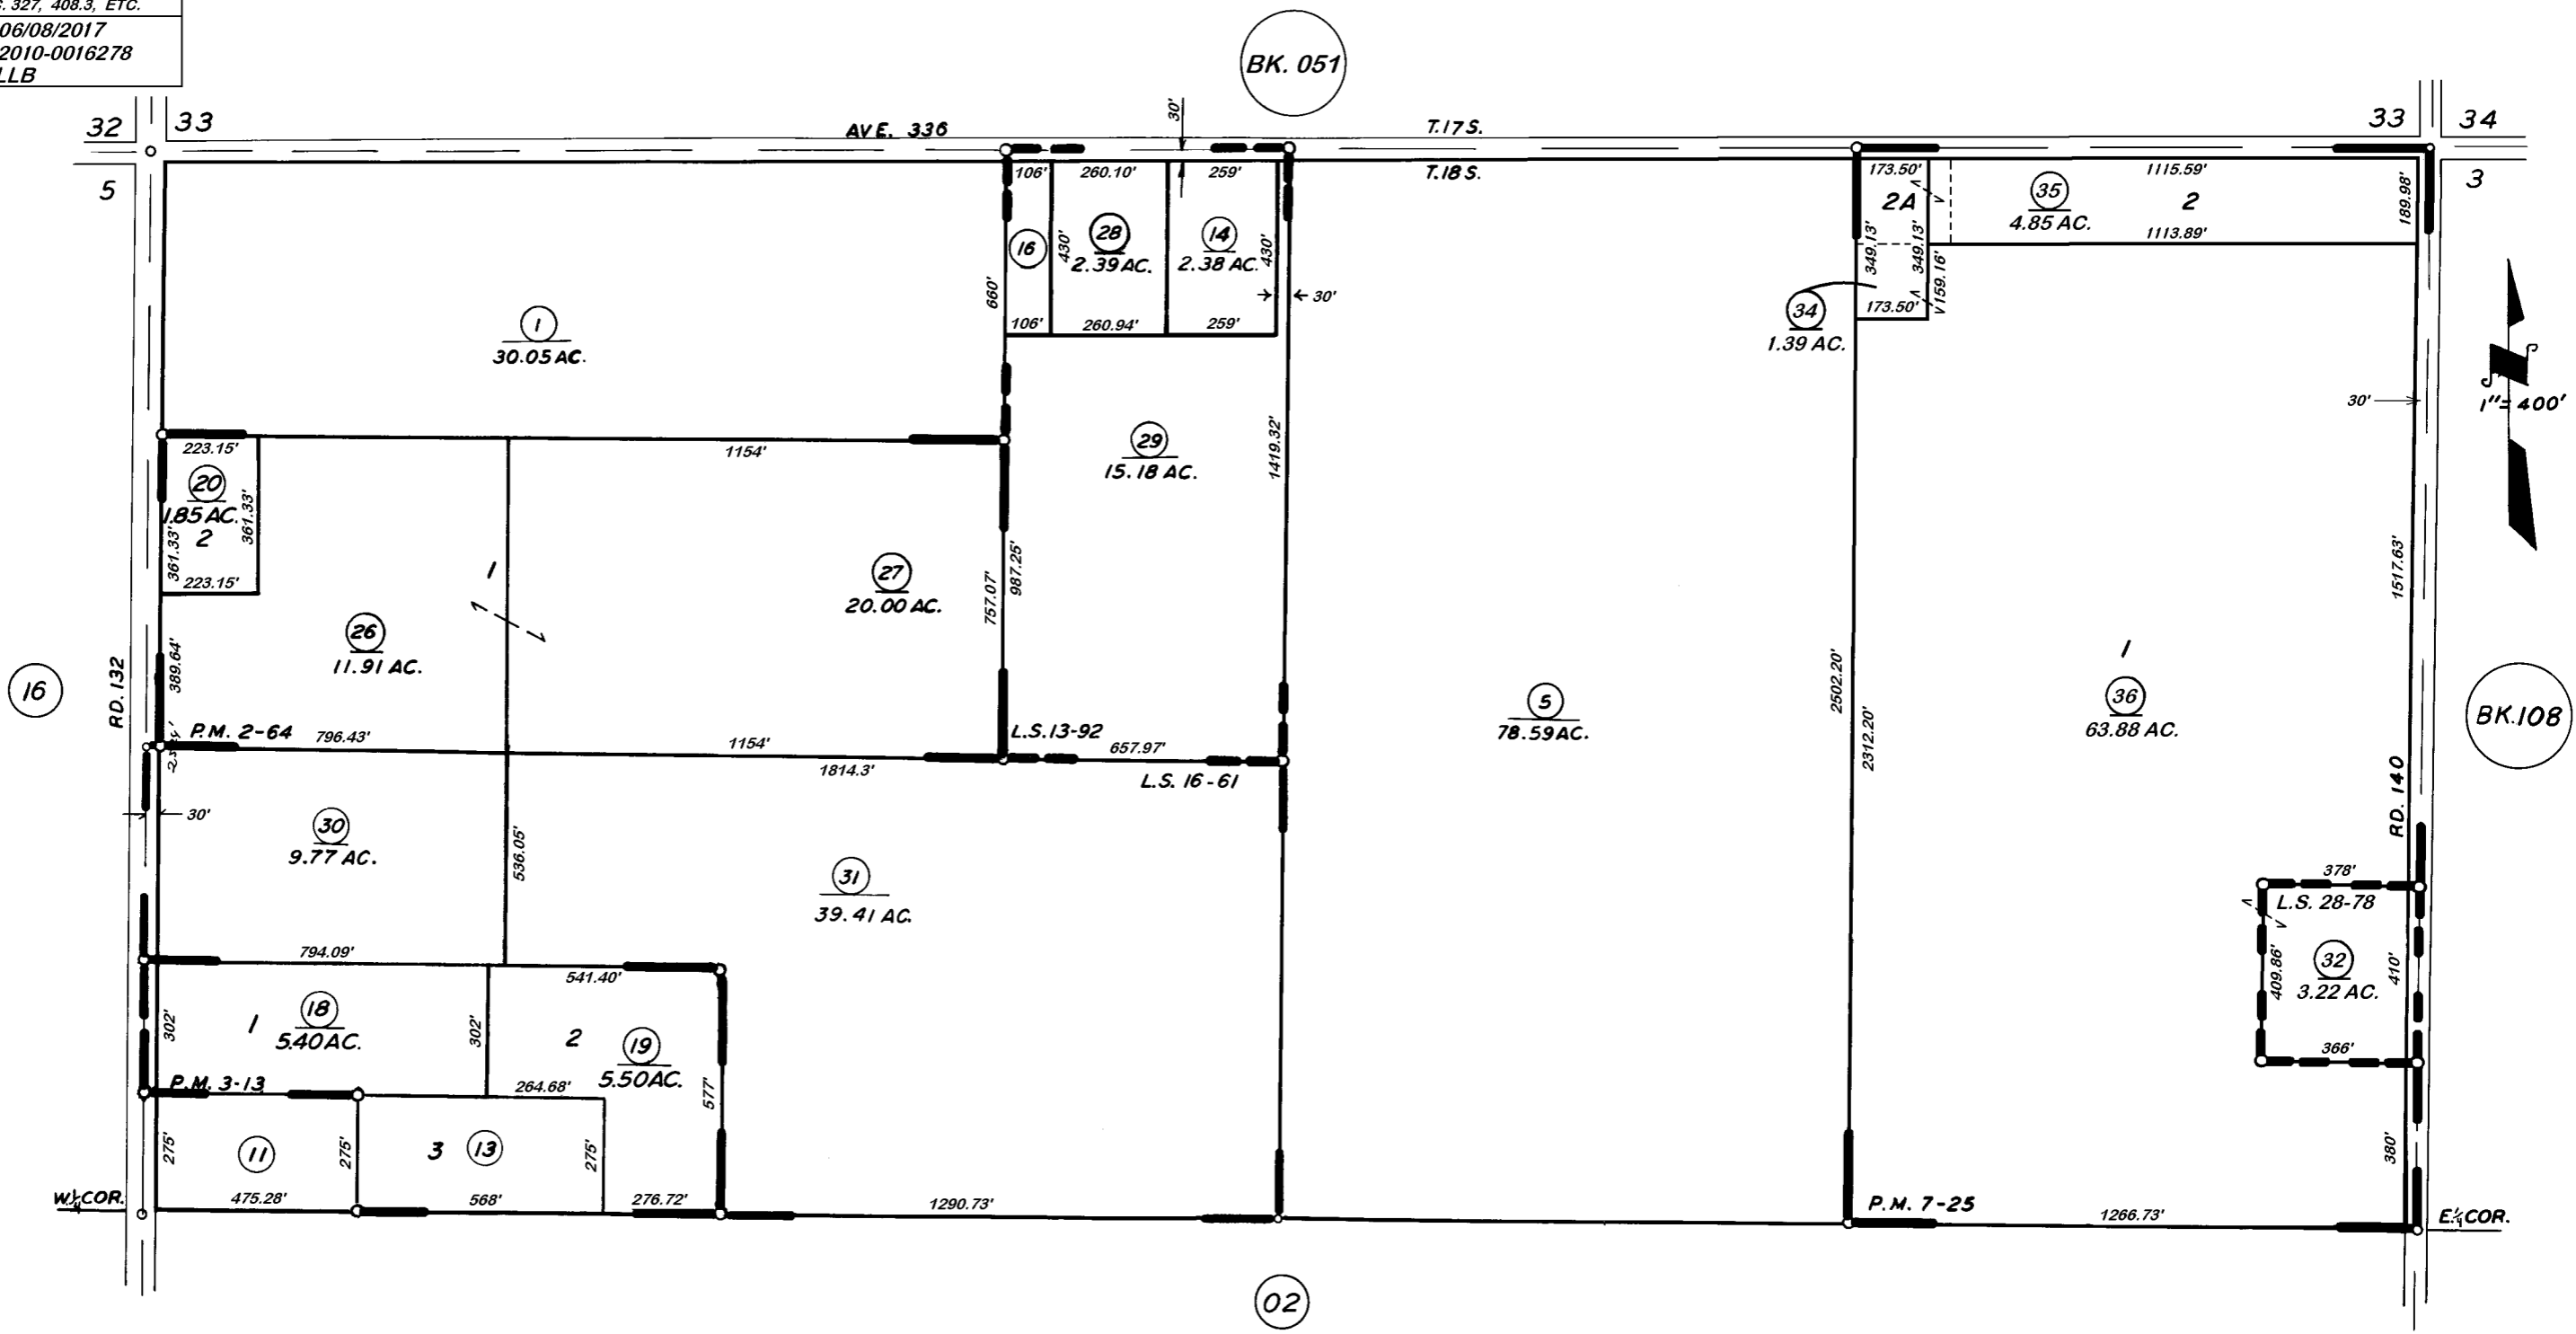 327, 408.3, ETC.
06/08/2017
2010-0016278
LLB
BK. 051
32 33
33 34
5
3
AVE. 336
30'
T.17 S.
T.18 S.
106' 260.10' 259'
16
28
2.39 AC.
430'
14
2.38 AC.
430'
30'
106' 260.94' 259'
660'
1
30.05 AC.
173.50'
2A
349.13'
349.13'
159.16'
173.50'
34
1.39 AC.
1115.59'
35
4.85 AC.
2
189.98'
1113.89'
30'
1"= 400'
223.15'
20
1.85 AC.
2
361.33'
361.33'
223.15'
1154'
29
15.18 AC.
1419.32'
1
27
20.00 AC.
757.07'
987.25'
26
11.91 AC.
389.64'
RD. 132
16
P.M. 2-64
796.43'
1154'
1814.3'
L.S. 13-92
657.97'
L.S. 16-61
5
78.59 AC.
2502.20'
2312.20'
1
36
63.88 AC.
1517.63'
RD. 140
BK. 108
30'
30
9.77 AC.
536.05'
31
39.41 AC.
794.09'
541.40'
18
1
5.40 AC.
302'
302'
2
19
5.50 AC.
577'
P.M. 3-13
264.68'
11
275'
275'
3 13
275'
475.28'
568'
276.72'
1290.73'
W¼ COR.
378'
L.S. 28-78
32
3.22 AC.
409.86'
410'
366'
380'
P.M. 7-25
1266.73'
E¼ COR.
02